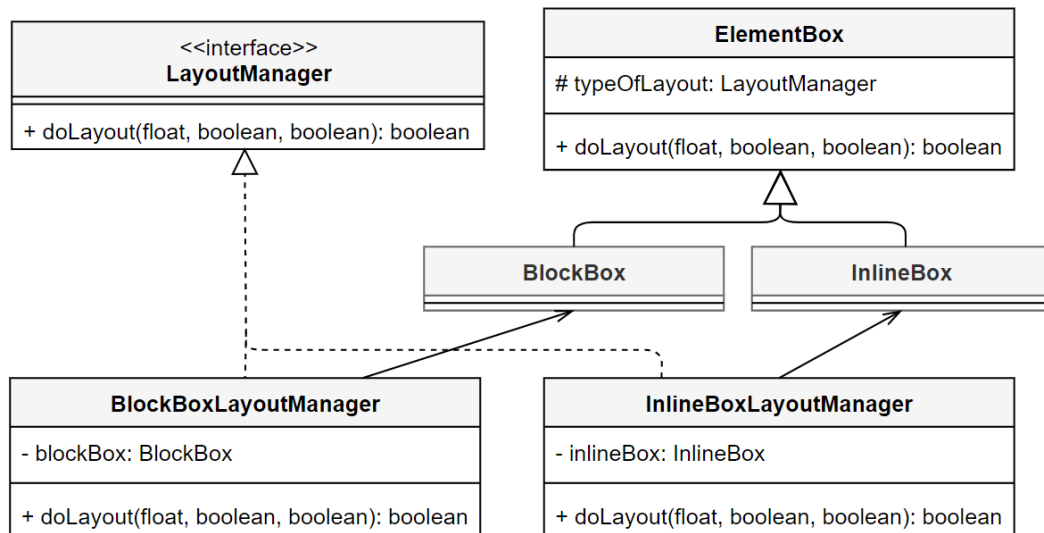 <<interface>>
LayoutManager
+ doLayout(float, boolean, boolean): boolean
ElementBox
# typeOfLayout: LayoutManager
+ doLayout(float, boolean, boolean): boolean
BlockBox
InlineBox
BlockBoxLayoutManager
- blockBox: BlockBox
+ doLayout(float, boolean, boolean): boolean
InlineBoxLayoutManager
- inlineBox: InlineBox
+ doLayout(float, boolean, boolean): boolean